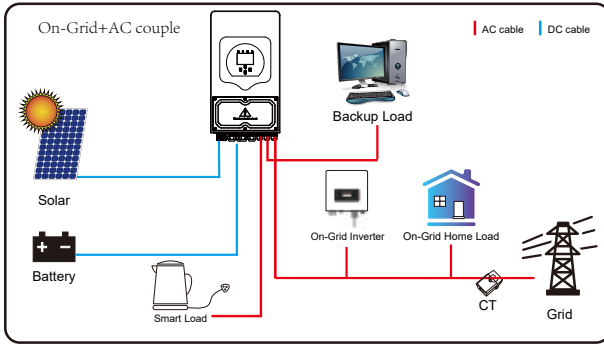 On-Grid+AC couple
AC cable
DC cable
Backup Load
Solar
On-Grid Inverter
On-Grid Home Load
Battery
Smart Load
CT
Grid